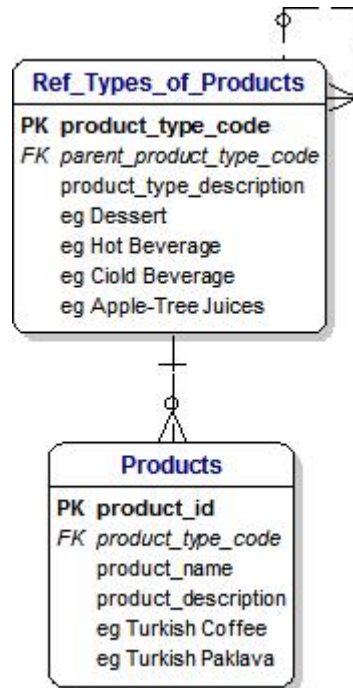 Ref_Types_of_Products
PK product_type_code
FK parent_product_type_code
product_type_description
eg Dessert
eg Hot Beverage
eg Ciold Beverage
eg Apple-Tree Juices
Products
PK product_id
FK product_type_code
product_name
product_description
eg Turkish Coffee
eg Turkish Paklava